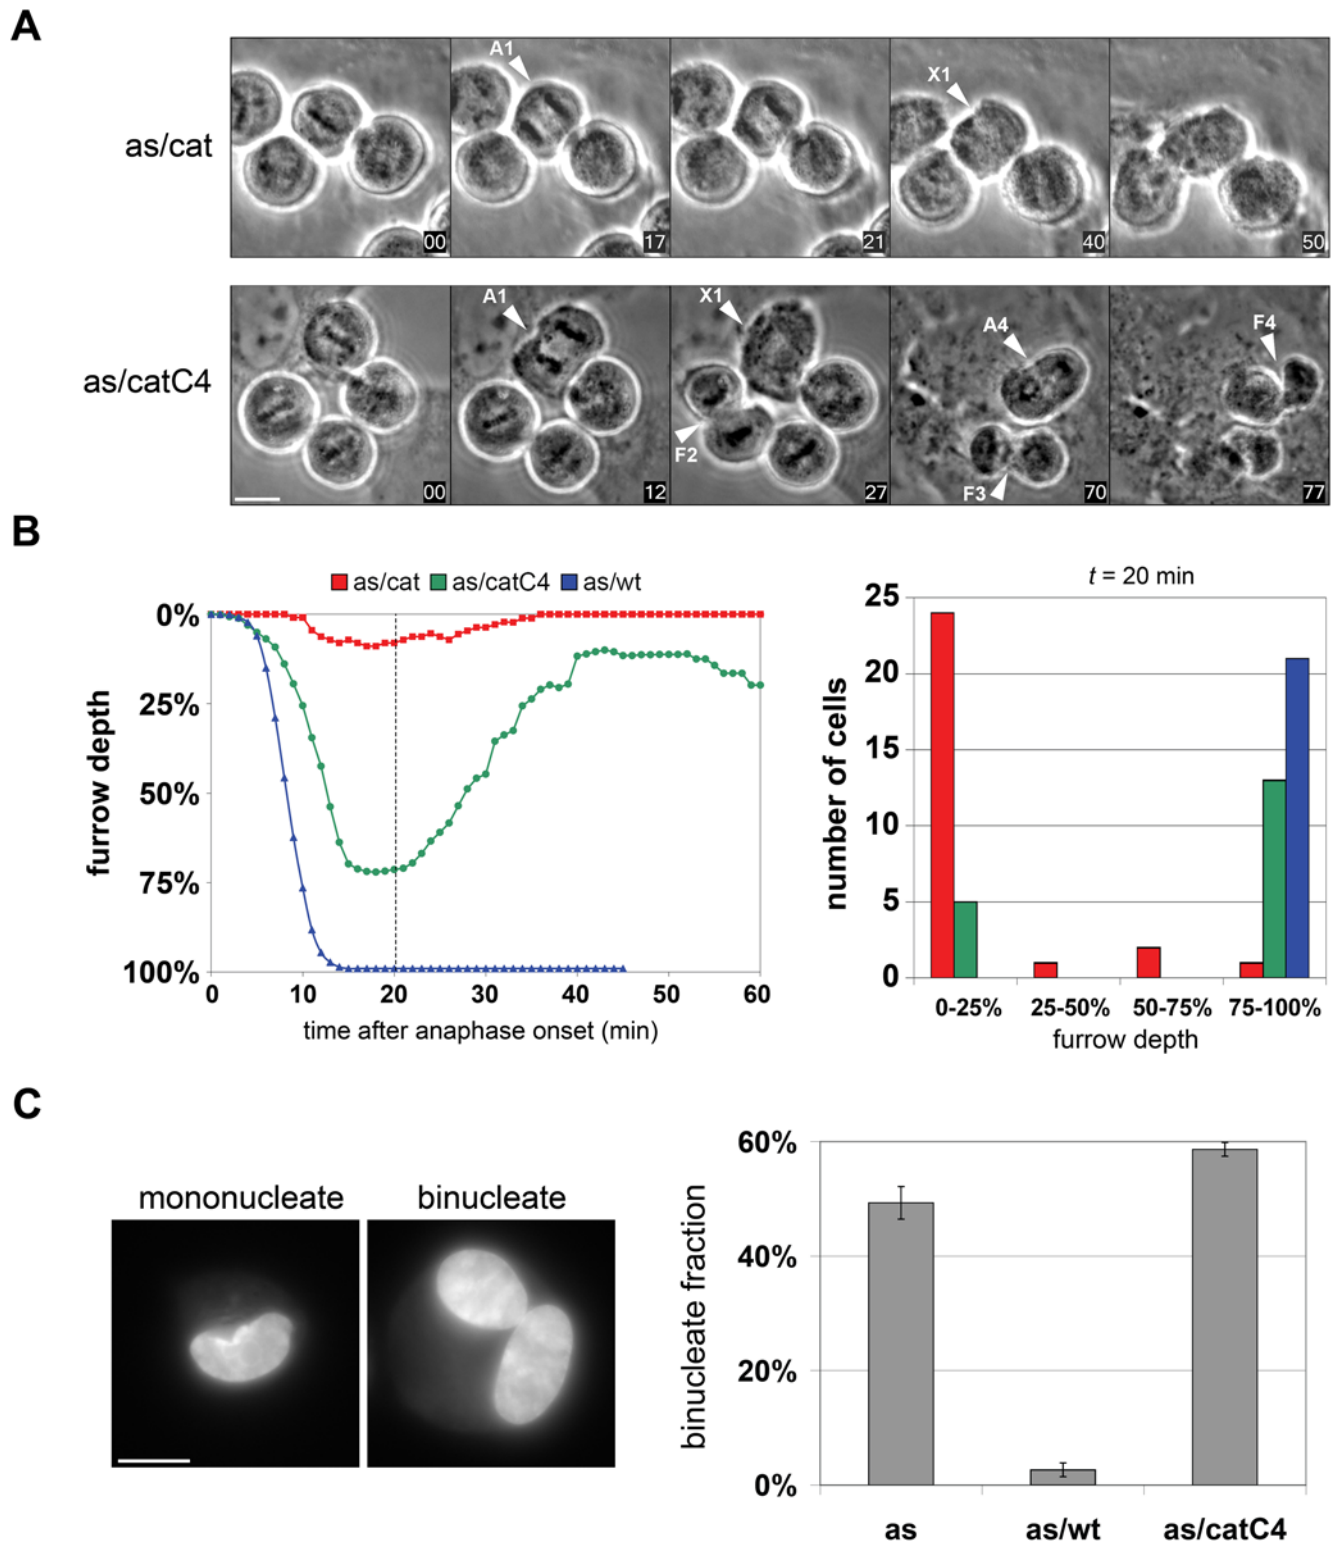 A
as/cat
A1
X1
00
17
21
40
50
as/catC4
A1
X1
F2
A4
F3
F4
00
12
27
70
77
B
as/cat as/catC4 as/wt
0%
25%
50%
75%
100%
furrow depth
0 10 20 30 40 50 60
time after anaphase onset (min)
t = 20 min
25
20
15
10
5
0
number of cells
0-25% 25-50% 50-75% 75-100%
furrow depth
C
mononucleate binucleate
60%
40%
20%
0%
binucleate fraction
as as/wt as/catC4